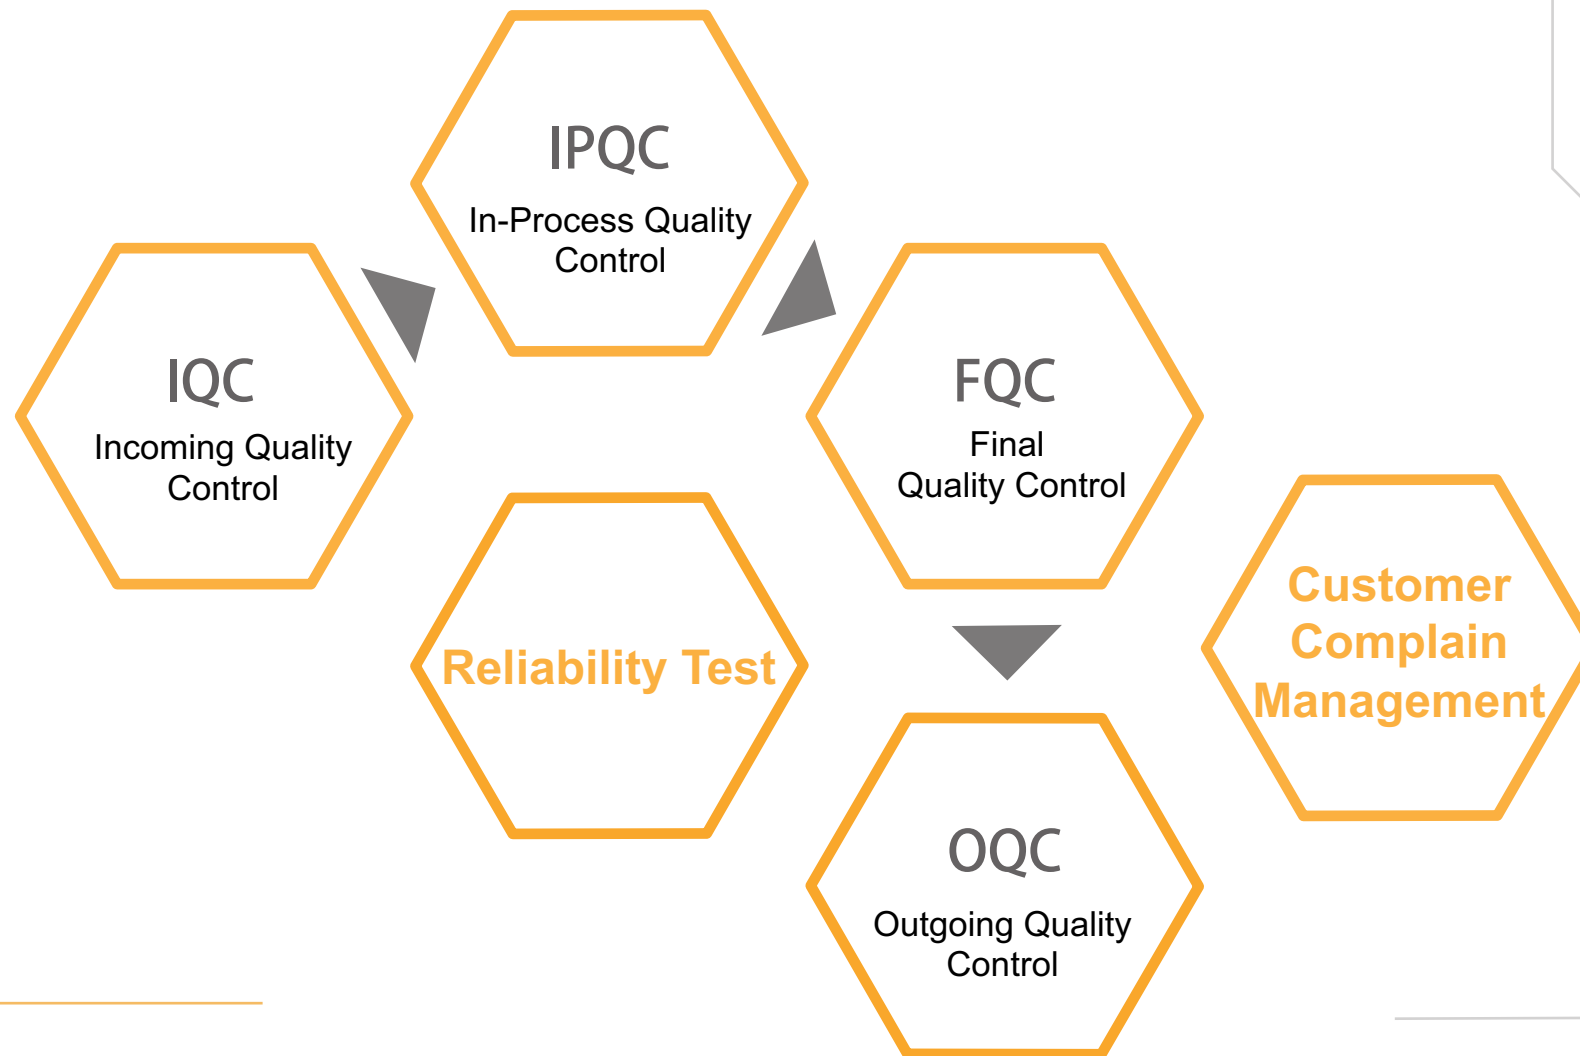 IPQC
In-Process Quality
Control
IQC
Incoming Quality
Control
FQC
Final
Quality Control
Reliability Test
Customer
Complain
Management
OQC
Outgoing Quality
Control